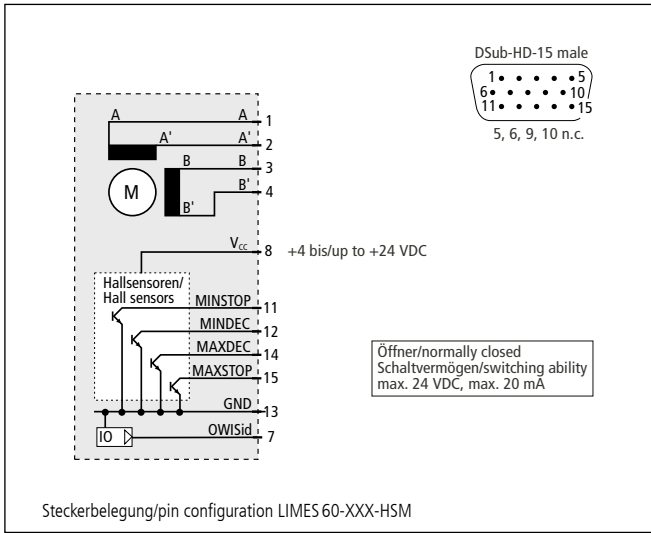 DSub-HD-15 male
1 5
6 10
11 15
5, 6, 9, 10 n.c.
A A 1
A' A' 2
B B 3
M B' 4
B'
Vcc 8 +4 bis/up to +24 VDC
Hallsensoren/
Hall sensors
MINSTOP 11
MINDEC 12
MAXDEC 14
MAXSTOP 15
GND 13
IO OWISid 7
Öffner/normally closed
Schaltvermögen/switching ability
max. 24 VDC, max. 20 mA
Steckerbelegung/pin configuration LIMES 60-XXX-HSM